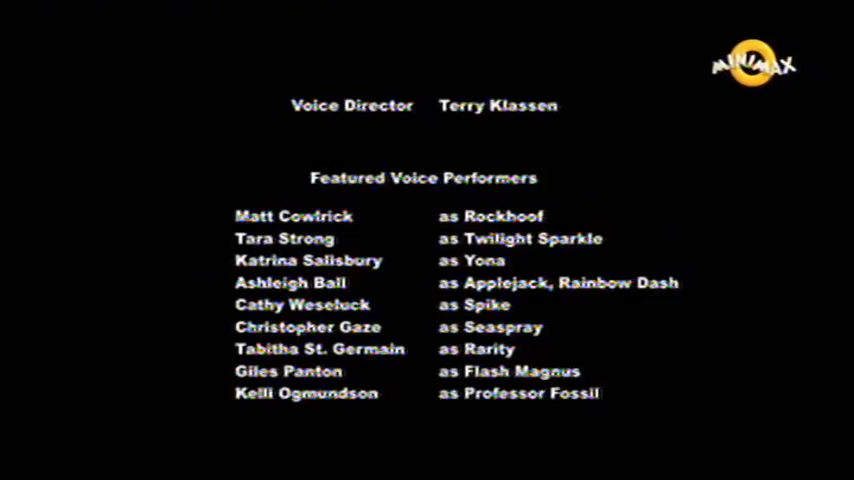 MINIMAX
Voice Director Terry Klassen
Featured Voice Performers
Matt Cowlrick as Rockhoof
Tara Strong as Twilight Sparkle
Katrina Salisbury as Yona
Ashleigh Ball as Applejack, Rainbow Dash
Cathy Weseluck as Spike
Christopher Gaze as Seaspray
Tabitha St. Germain as Rarity
Giles Panton as Flash Magnus
Kelli Ogmundson as Professor Fossil